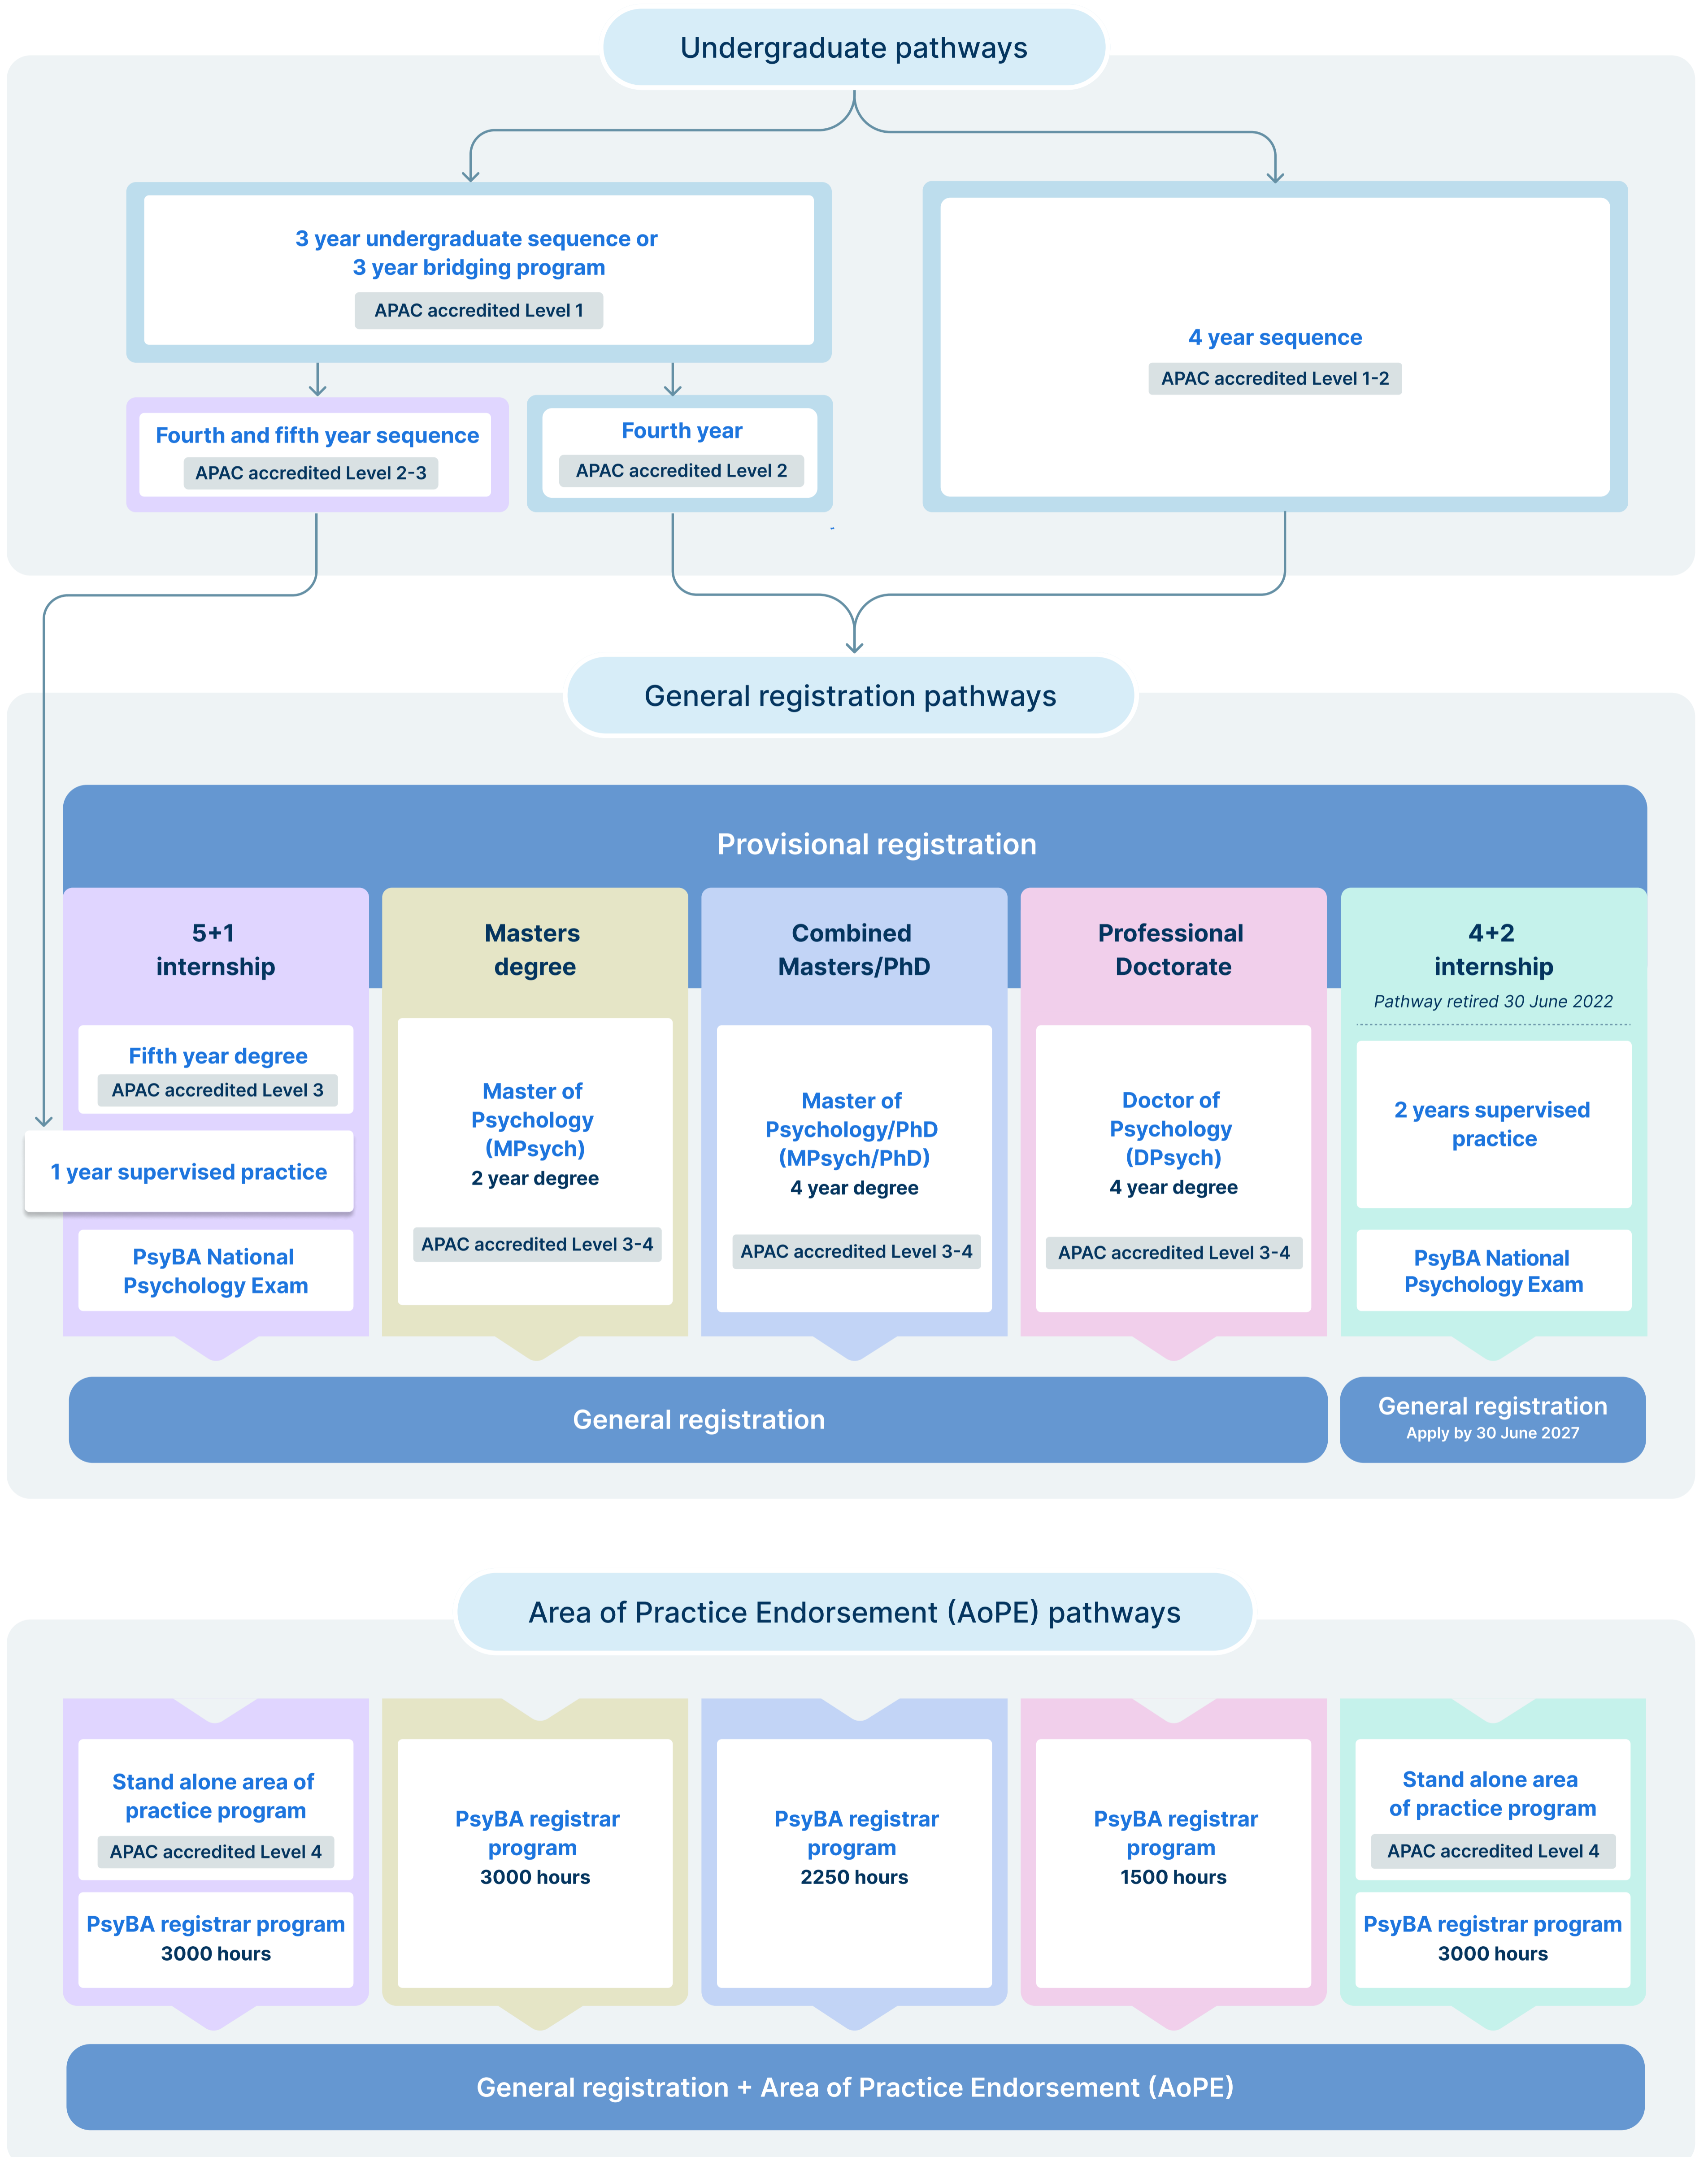 Undergraduate pathways
3 year undergraduate sequence or
3 year bridging program
APAC accredited Level 1
4 year sequence
APAC accredited Level 1-2
Fourth and fifth year sequence
APAC accredited Level 2-3
Fourth year
APAC accredited Level 2
General registration pathways
Provisional registration
5+1
internship
Fifth year degree
APAC accredited Level 3
1 year supervised practice
PsyBA National
Psychology Exam
Masters
degree
Master of
Psychology
(MPsych)
2 year degree
APAC accredited Level 3-4
Combined
Masters/PhD
Master of
Psychology/PhD
(MPsych/PhD)
4 year degree
APAC accredited Level 3-4
Professional
Doctorate
Doctor of
Psychology
(DPsych)
4 year degree
APAC accredited Level 3-4
4+2
internship
Pathway retired 30 June 2022
2 years supervised
practice
PsyBA National
Psychology Exam
General registration
General registration
Apply by 30 June 2027
Area of Practice Endorsement (AoPE) pathways
Stand alone area of
practice program
APAC accredited Level 4
PsyBA registrar program
3000 hours
PsyBA registrar
program
3000 hours
PsyBA registrar
program
2250 hours
PsyBA registrar
program
1500 hours
Stand alone area
of practice program
APAC accredited Level 4
PsyBA registrar program
3000 hours
General registration + Area of Practice Endorsement (AoPE)